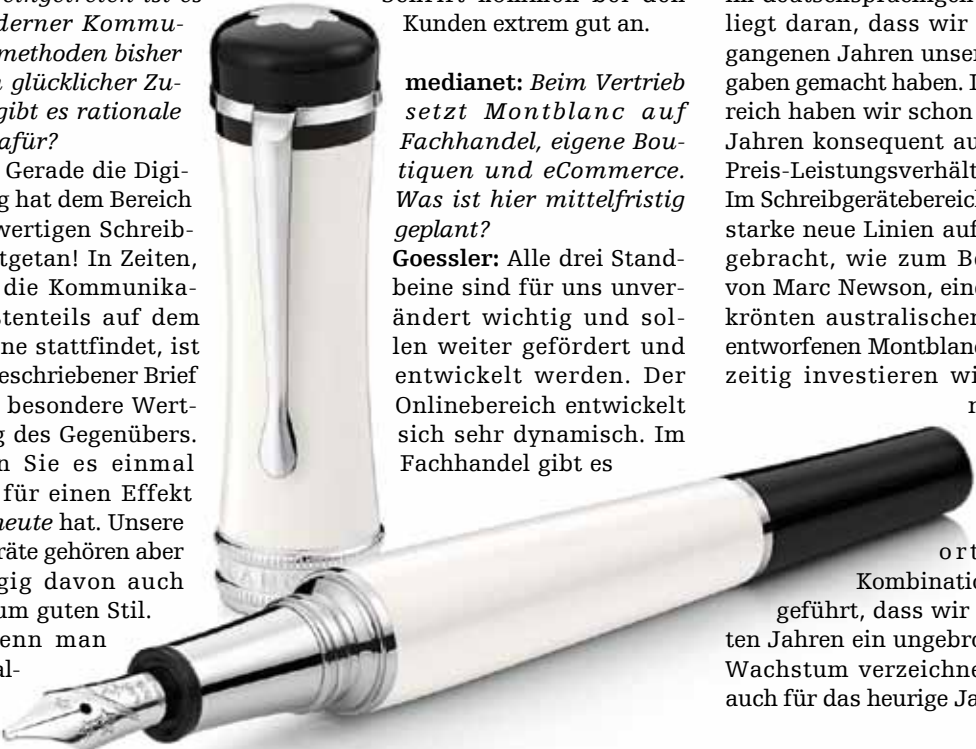 eingetreten ist es
derner Kommu-
methoden bisher
glücklicher Zu-
gibt es rationale
afür?
Gerade die Digi-
g hat dem Bereich
wertigen Schreib-
tgetan! In Zeiten,
die Kommunika-
stenteils auf dem
ne stattfindet, ist
eschriebener Brief
besondere Wert-
g des Gegenübers.
n Sie es einmal
für einen Effekt
heute hat. Unsere
räte gehören aber
gig davon auch
um guten Stil.
enn man
al-
Schrift kommen bei den
Kunden extrem gut an.
medianet: Beim Vertrieb
setzt Montblanc auf
Fachhandel, eigene Bou-
tiquen und eCommerce.
Was ist hier mittelfristig
geplant?
Goessler: Alle drei Stand-
beine sind für uns unver-
ändert wichtig und sol-
len weiter gefördert und
entwickelt werden. Der
Onlinebereich entwickelt
sich sehr dynamisch. Im
Fachhandel gibt es
im deutschsprachigen
liegt daran, dass wir
gangenen Jahren unser
gaben gemacht haben. I
reich haben wir schon
Jahren konsequent au
Preis-Leistungsverhält
Im Schreibgerätebereich
starke neue Linien auf
gebracht, wie zum Be
von Marc Newson, eine
krönten australischen
entworfenen Montblanc
zeitig investieren wi
ort
Kombinatio
geführt, dass wir
ten Jahren ein ungebro
Wachstum verzeichne
auch für das heurige Ja